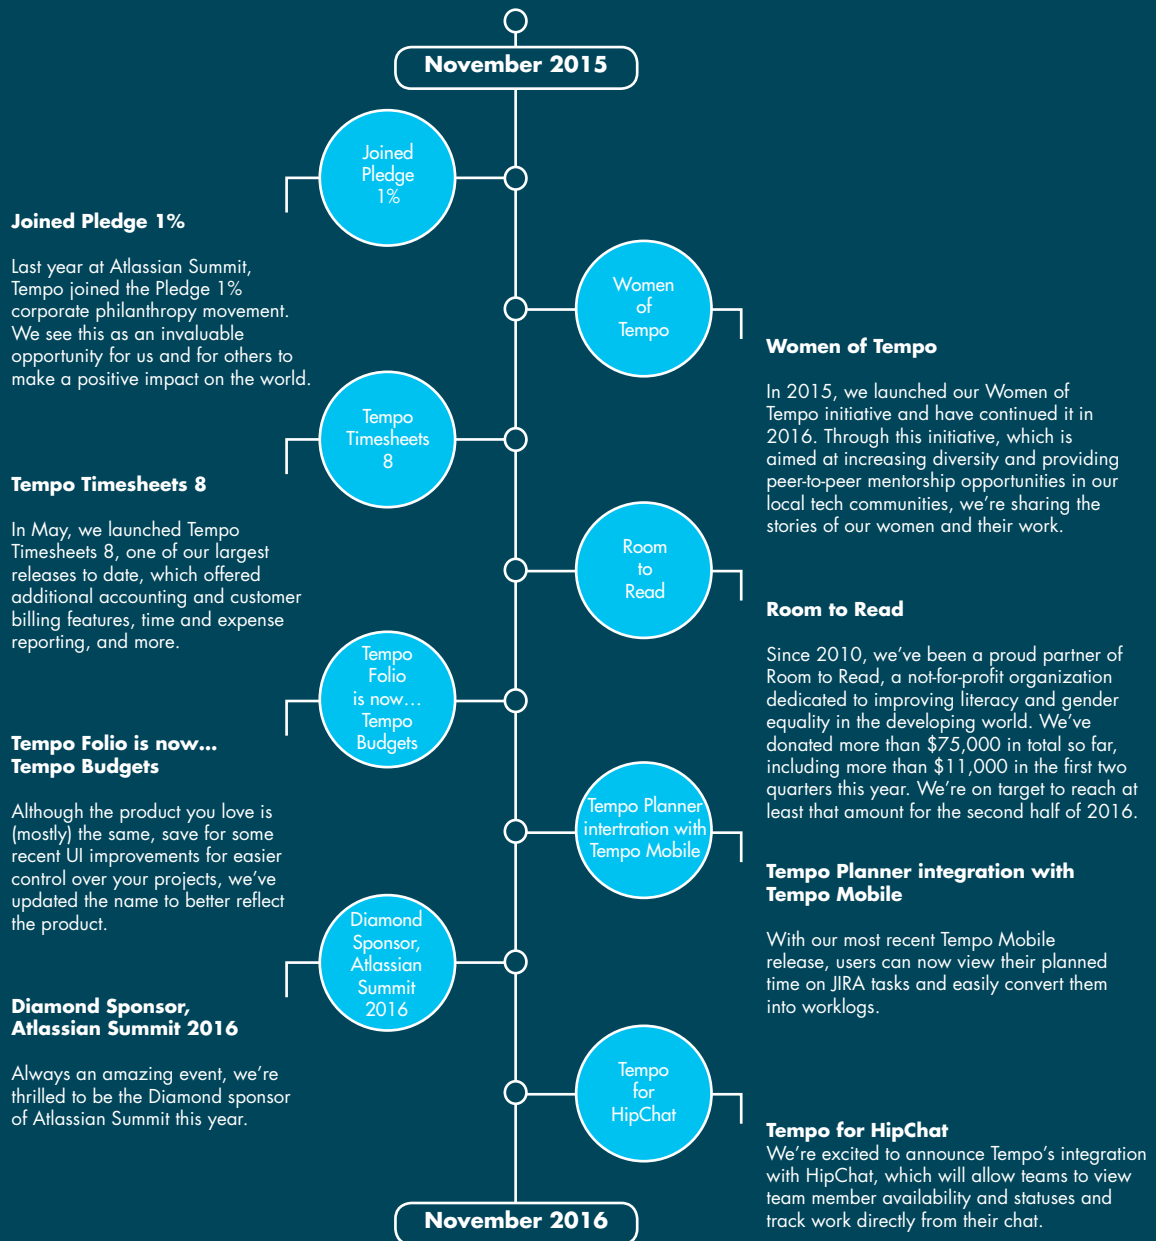 November 2015
Joined
Pledge
1%
Joined Pledge 1%
Last year at Atlassian Summit,
Tempo joined the Pledge 1%
corporate philanthropy movement.
We see this as an invaluable
opportunity for us and for others to
make a positive impact on the world.
Women
of
Tempo
Women of Tempo
In 2015, we launched our Women of
Tempo initiative and have continued it in
2016. Through this initiative, which is
aimed at increasing diversity and providing
peer-to-peer mentorship opportunities in our
local tech communities, we’re sharing the
stories of our women and their work.
Tempo
Timesheets
8
Tempo Timesheets 8
In May, we launched Tempo
Timesheets 8, one of our largest
releases to date, which offered
additional accounting and customer
billing features, time and expense
reporting, and more.
Room
to
Read
Room to Read
Since 2010, we’ve been a proud partner of
Room to Read, a not-for-profit organization
dedicated to improving literacy and gender
equality in the developing world. We’ve
donated more than $75,000 in total so far,
including more than $11,000 in the first two
quarters this year. We’re on target to reach at
least that amount for the second half of 2016.
Tempo
Folio
is now…
Tempo
Budgets
Tempo Folio is now…
Tempo Budgets
Although the product you love is
(mostly) the same, save for some
recent UI improvements for easier
control over your projects, we’ve
updated the name to better reflect
the product.
Tempo Planner
intertration with
Tempo Mobile
Tempo Planner integration with
Tempo Mobile
With our most recent Tempo Mobile
release, users can now view their planned
time on JIRA tasks and easily convert them
into worklogs.
Diamond
Sponsor,
Atlassian
Summit
2016
Diamond Sponsor,
Atlassian Summit 2016
Always an amazing event, we’re
thrilled to be the Diamond sponsor
of Atlassian Summit this year.
Tempo
for
HipChat
Tempo for HipChat
We’re excited to announce Tempo’s integration
with HipChat, which will allow teams to view
team member availability and statuses and
track work directly from their chat.
November 2016